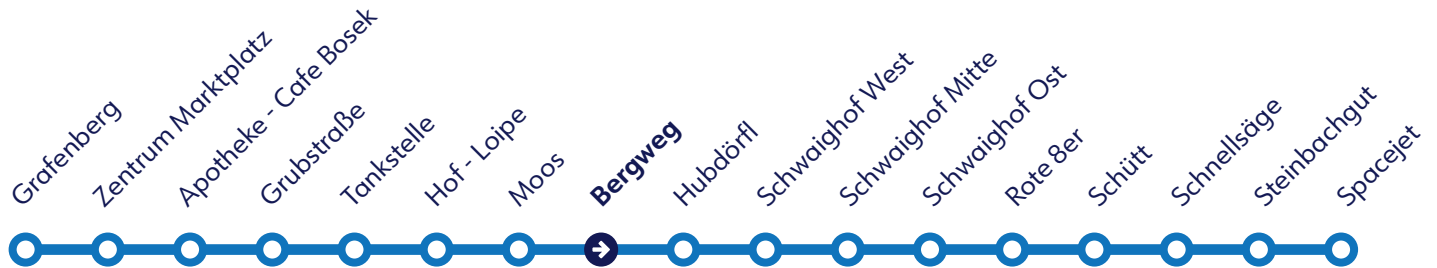 Grafenberg
Zentrum Marktplatz
Apotheke - Cafe Bosek
Grubstraße
Tankstelle
Hof - Loipe
Moos
Bergweg
Hubdörfl
Schwaighof West
Schwaighof Mitte
Schwaighof Ost
Rote 8er
Schütt
Schnellsäge
Steinbachgut
Spacejet